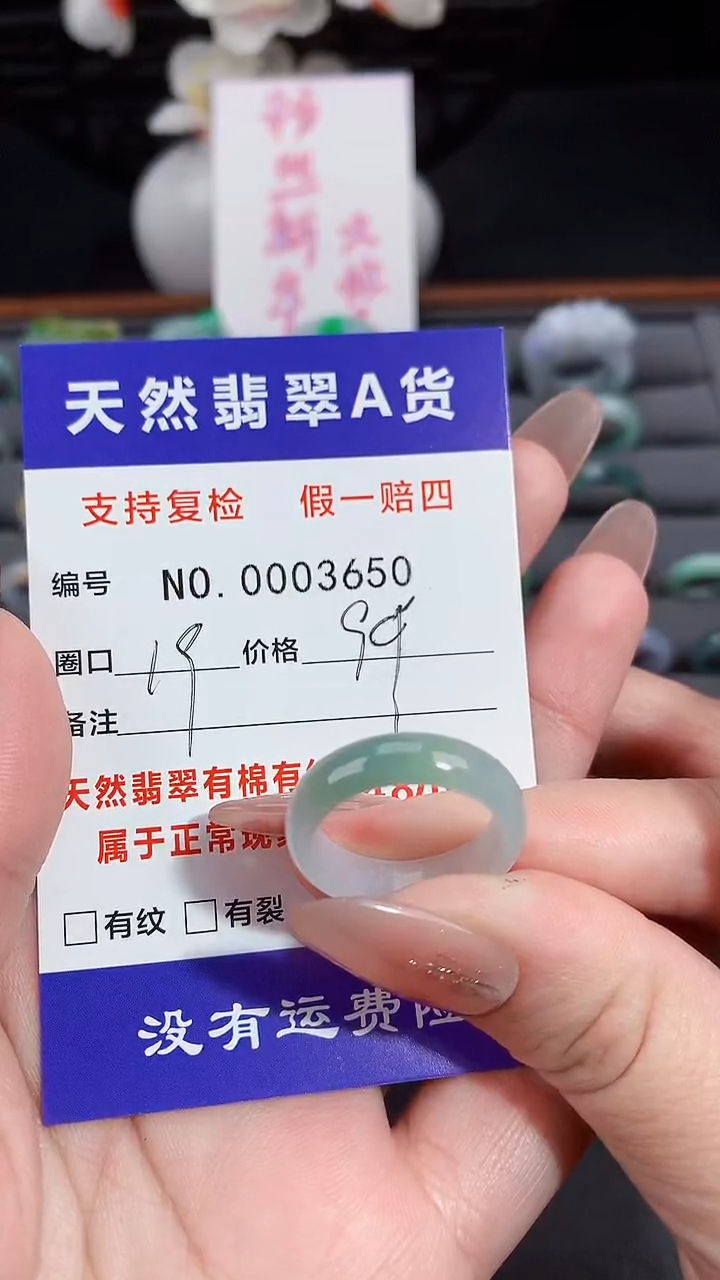 天然翡翠A货
支持复检 假一赔四
编号 NO.0003650
圈口 19 价格 99
备注
天然翡翠有棉有
属于正常现
有纹 有裂
没有运费险